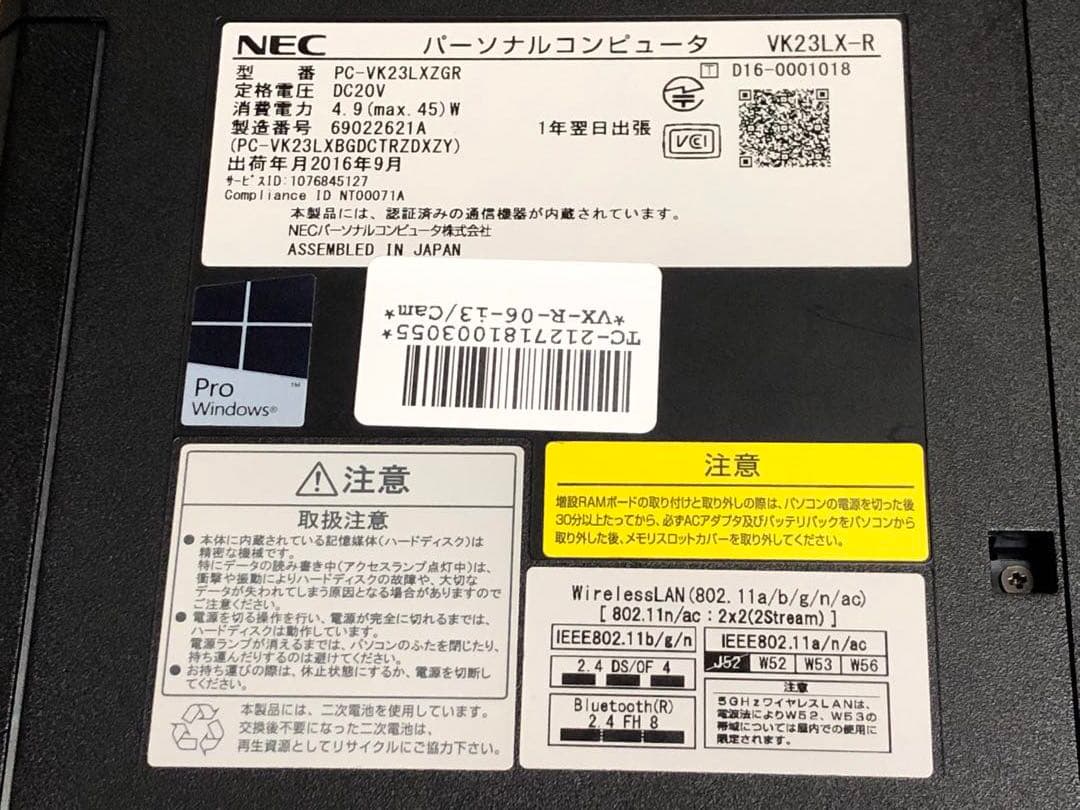 NEC パーソナルコンピュータ VK23LX-R
型 番 PC-VK23LXZGR
T D16-0001018
定格電圧 DC20V
消費電力 4.9(max.45)W
製造番号 69022621A
1年翌日出張
VCI
(PC-VK23LXBGDCTRZDXZY)
出荷年月2016年9月
サービスID:1076845127
Compliance ID NT00071A
本製品には、認証済みの通信機器が内蔵されています。
NECパーソナルコンピュータ株式会社
ASSEMBLED IN JAPAN
Pro
Windows®
™
TC-2127181003055*
*VX-R-06-i3/Cam*
注意
取扱注意
● 本体に内蔵されている記憶媒体(ハードディスク)は
精密な機械です。
特にデータの読み書き中(アクセスランプ点灯中)は、
衝撃や振動によりハードディスクの故障や、大切な
データが失われてしまう原因となる場合がありますので
ご注意ください。
● 電源を切る操作を行い、電源が完全に切れるまでは、
ハードディスクは動作しています。
電源ランプが消えるまでは、パソコンのふたを閉じたり、
持ち運んだりするのは避けてください。
● お持ち運びの際は、休止状態にするか、電源を切断し
てください。
本製品には、二次電池を使用しています。
交換後不要になった二次電池は、
再生資源としてリサイクルにご協力下さい。
注意
増設RAMボードの取り付けと取り外しの際は、パソコンの電源を切った後
30分以上たってから、必ずACアダプタ及びバッテリパックをパソコンから
取り外した後、メモリスロットカバーを取り外してください。
WirelessLAN(802.11a/b/g/n/ac)
[ 802.11n/ac : 2x2(2Stream) ]
IEEE802.11b/g/n
2.4 DS/OF 4
Bluetooth(R)
2.4 FH 8
IEEE802.11a/n/ac
J52 W52 W53 W56
注意
5GHzワイヤレスLANは、
電波法によりW52、W53の
帯域については屋内での使用に
限定されます。